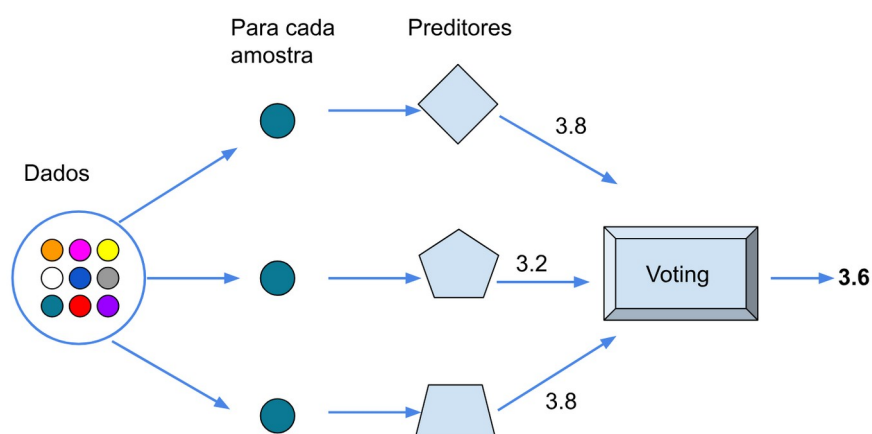 Para cada
amostra
Preditores
3.8
Dados
3.2
Voting
3.6
3.8